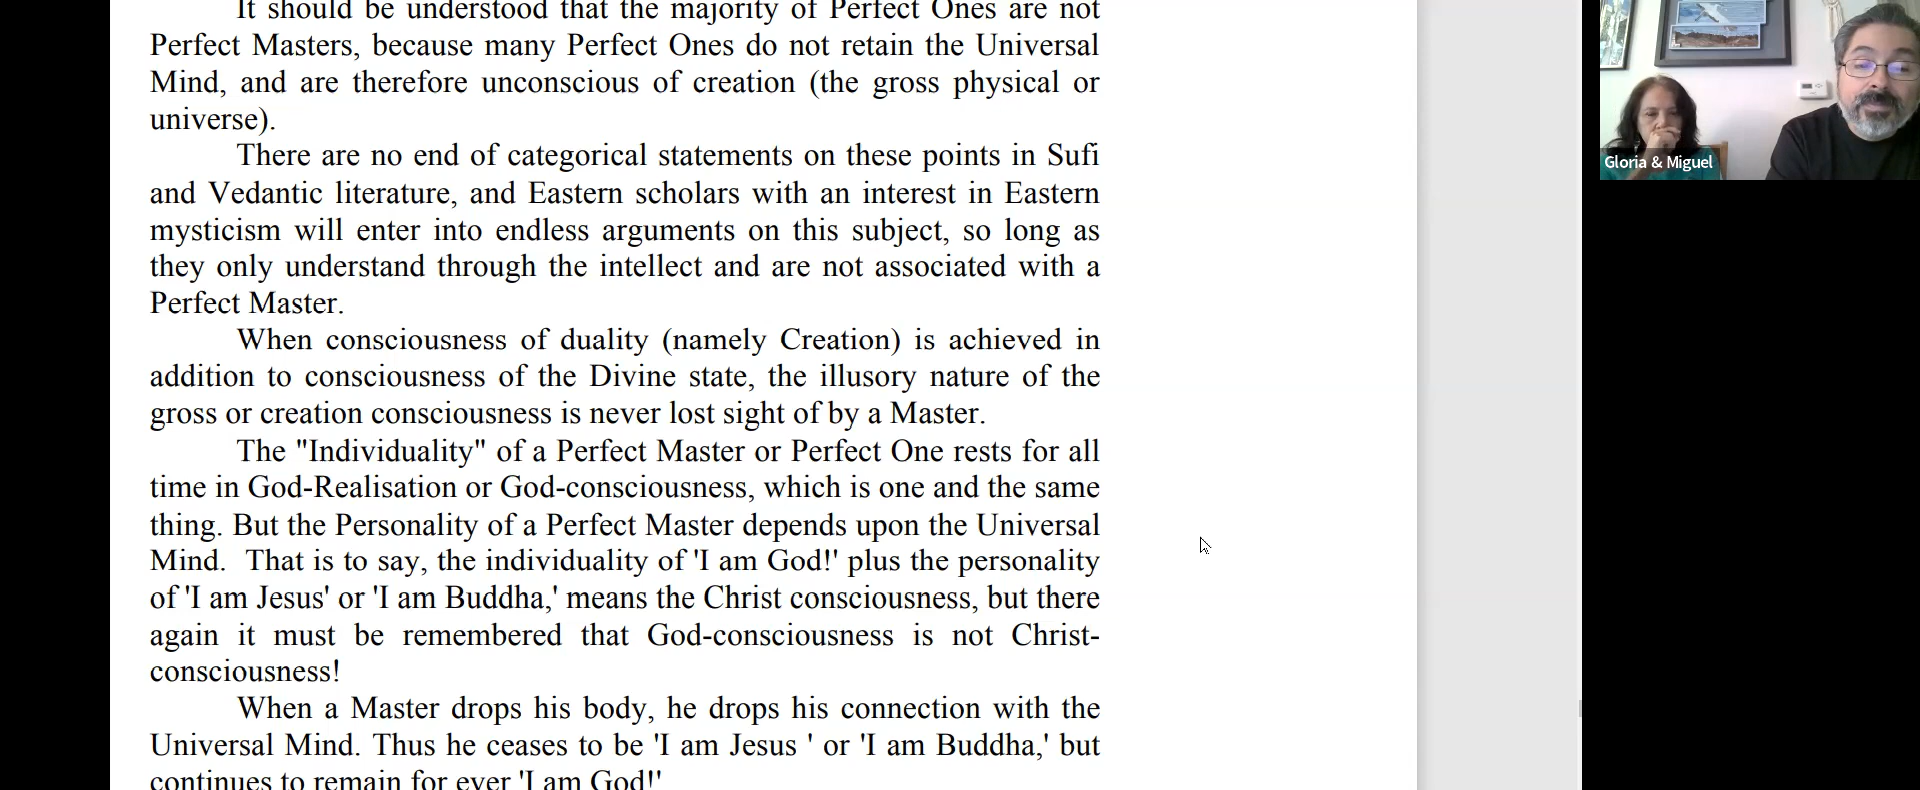 It should be understood that the majority of Perfect Ones are not
Perfect Masters, because many Perfect Ones do not retain the Universal
Mind, and are therefore unconscious of creation (the gross physical or
universe).
There are no end of categorical statements on these points in Sufi
and Vedantic literature, and Eastern scholars with an interest in Eastern
mysticism will enter into endless arguments on this subject, so long as
they only understand through the intellect and are not associated with a
Perfect Master.
When consciousness of duality (namely Creation) is achieved in
addition to consciousness of the Divine state, the illusory nature of the
gross or creation consciousness is never lost sight of by a Master.
The "Individuality" of a Perfect Master or Perfect One rests for all
time in God-Realisation or God-consciousness, which is one and the same
thing. But the Personality of a Perfect Master depends upon the Universal
Mind. That is to say, the individuality of 'I am God!' plus the personality
of 'I am Jesus' or 'I am Buddha,' means the Christ consciousness, but there
again it must be remembered that God-consciousness is not Christ-
consciousness!
When a Master drops his body, he drops his connection with the
Universal Mind. Thus he ceases to be 'I am Jesus ' or 'I am Buddha,' but
continues to remain for ever 'I am God!'
Gloria & Miguel